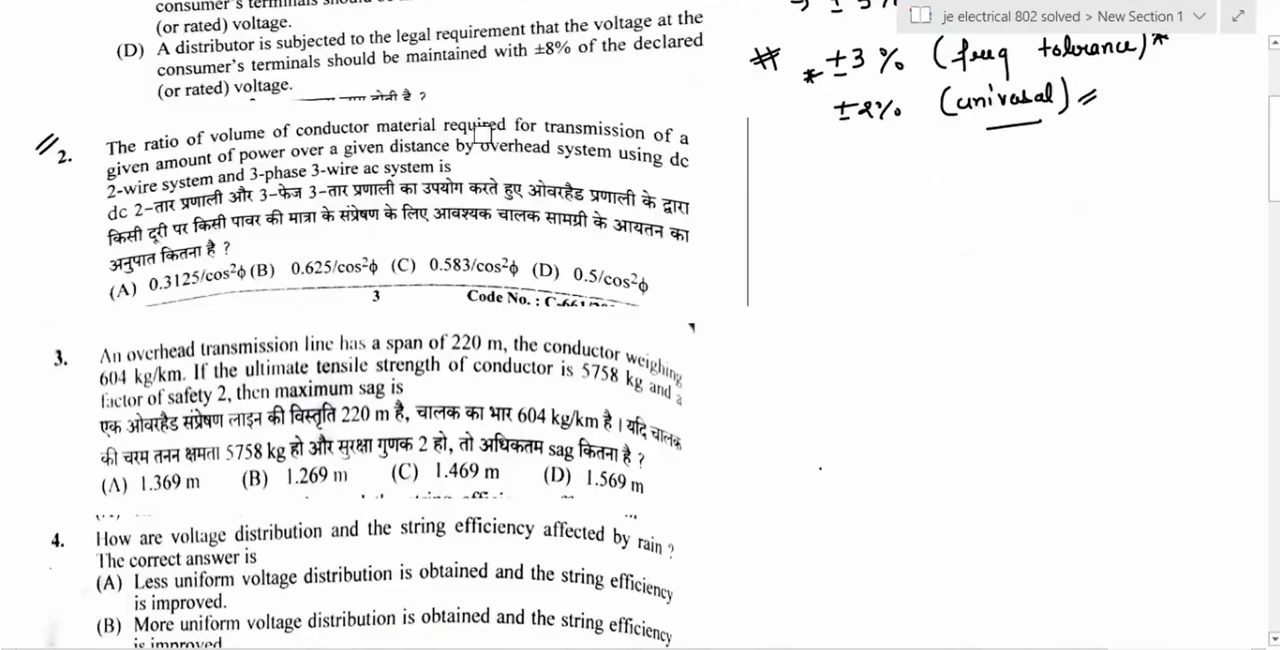 consumer's terminals should be
(or rated) voltage.
(D) A distributor is subjected to the legal requirement that the voltage at the
consumer's terminals should be maintained with ±8% of the declared
(or rated) voltage.
होती है ?
2. The ratio of volume of conductor material required for transmission of a
given amount of power over a given distance by overhead system using dc
2-wire system and 3-phase 3-wire ac system is
dc 2-तार प्रणाली और 3-फेज 3-तार प्रणाली का उपयोग करते हुए ओवरहैड प्रणाली के द्वारा
किसी दूरी पर किसी पावर की मात्रा के संप्रेषण के लिए आवश्यक चालक सामग्री के आयतन का
अनुपात कितना है ?
(A) 0.3125/cos²ϕ (B) 0.625/cos²ϕ (C) 0.583/cos²ϕ (D) 0.5/cos²ϕ
3 Code No. :
3. An overhead transmission line has a span of 220 m, the conductor weighing
604 kg/km. If the ultimate tensile strength of conductor is 5758 kg and a
factor of safety 2, then maximum sag is
एक ओवरहैड संप्रेषण लाइन की विस्तृति 220 m है, चालक का भार 604 kg/km है । यदि चालक
की चरम तनन क्षमता 5758 kg हो और सुरक्षा गुणक 2 हो, तो अधिकतम sag कितना है ?
(A) 1.369 m (B) 1.269 m (C) 1.469 m (D) 1.569 m
4. How are voltage distribution and the string efficiency affected by rain ?
The correct answer is
(A) Less uniform voltage distribution is obtained and the string efficiency
is improved.
(B) More uniform voltage distribution is obtained and the string efficiency
is improved
je electrical 802 solved > New Section 1
# * ±3 % (freq tolerance)*
±2% (univasal) =